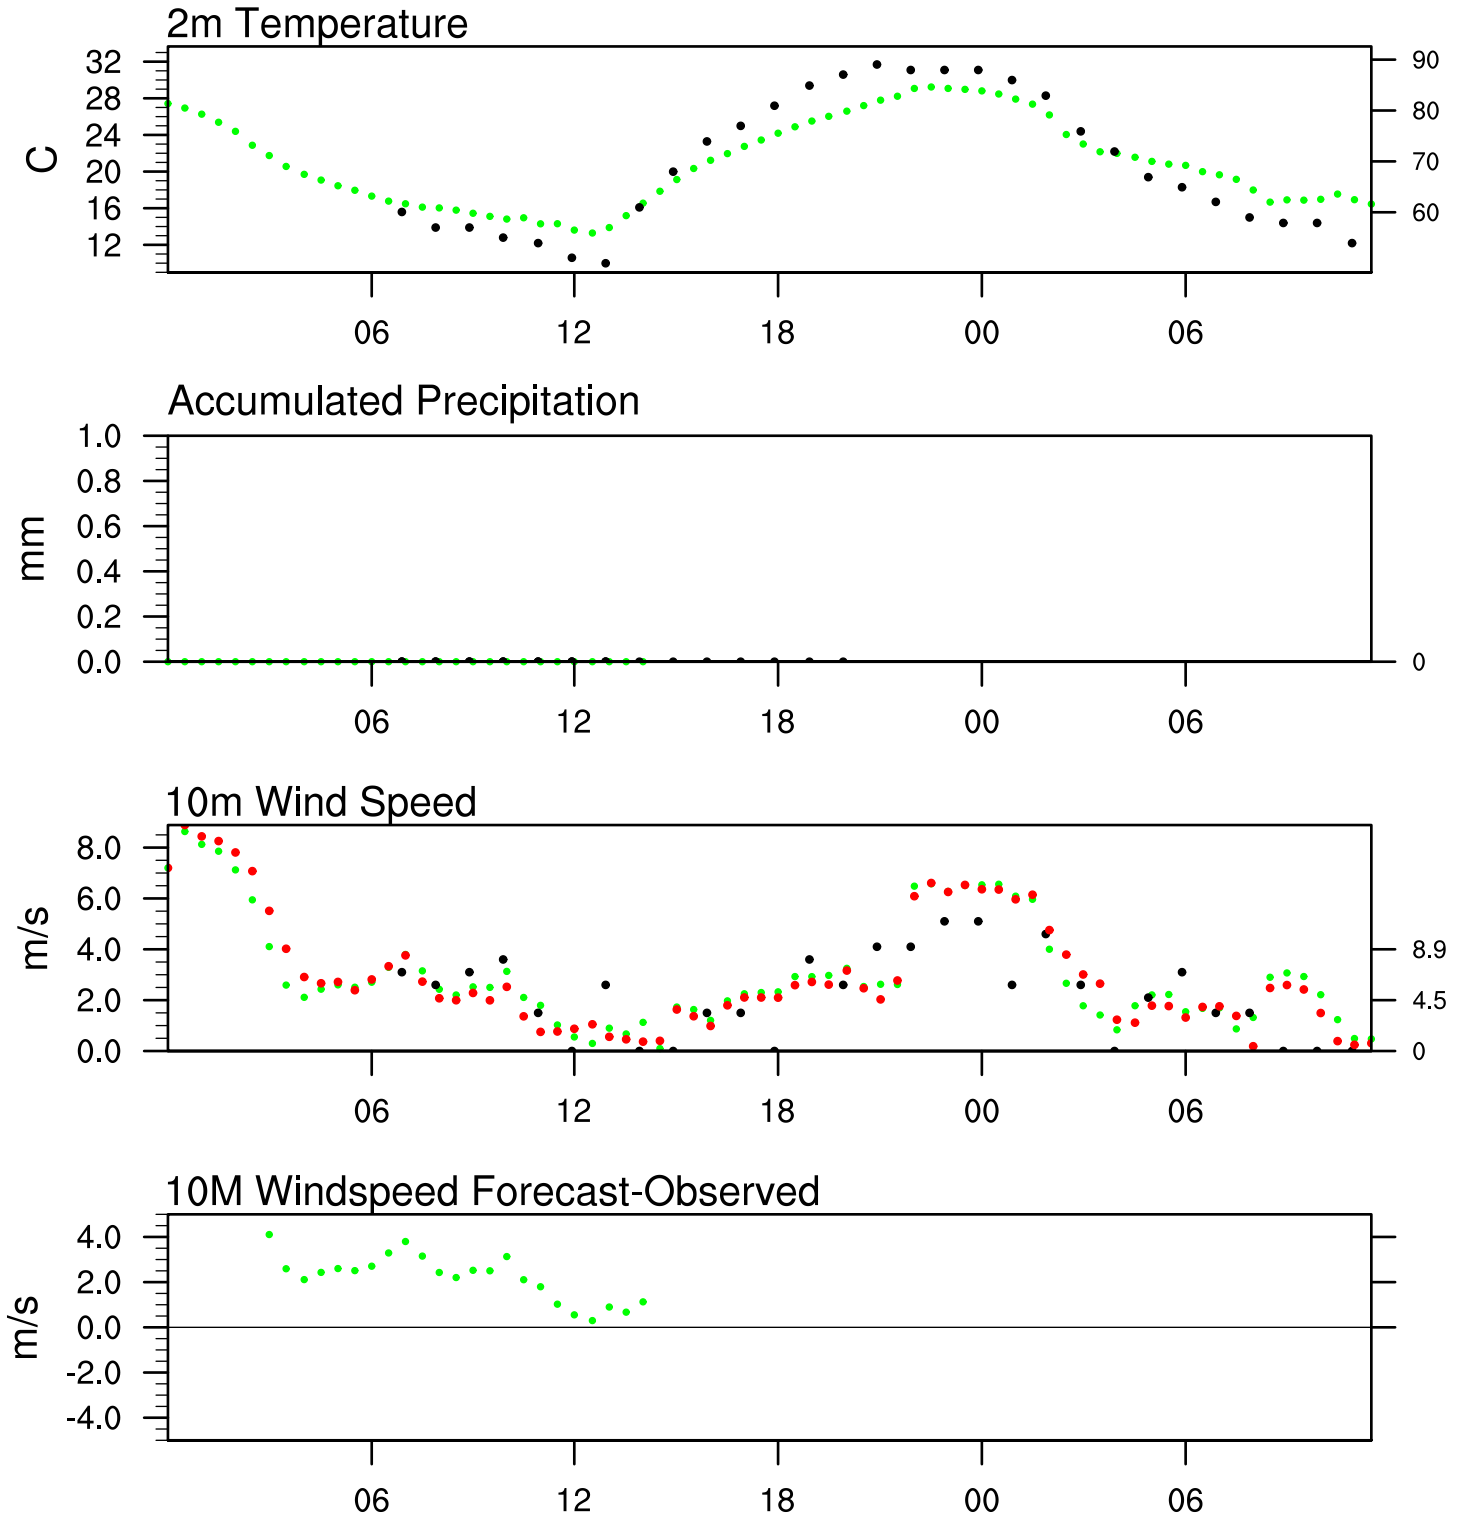 2m Temperature
32
28
24
20
16
12
C
90
80
70
60
06 12 18 00 06
Accumulated Precipitation
1.0
0.8
0.6
0.4
0.2
0.0
mm
0
06 12 18 00 06
10m Wind Speed
8.0
6.0
4.0
2.0
0.0
m/s
8.9
4.5
0
06 12 18 00 06
10M Windspeed Forecast-Observed
4.0
2.0
0.0
-2.0
-4.0
m/s
06 12 18 00 06